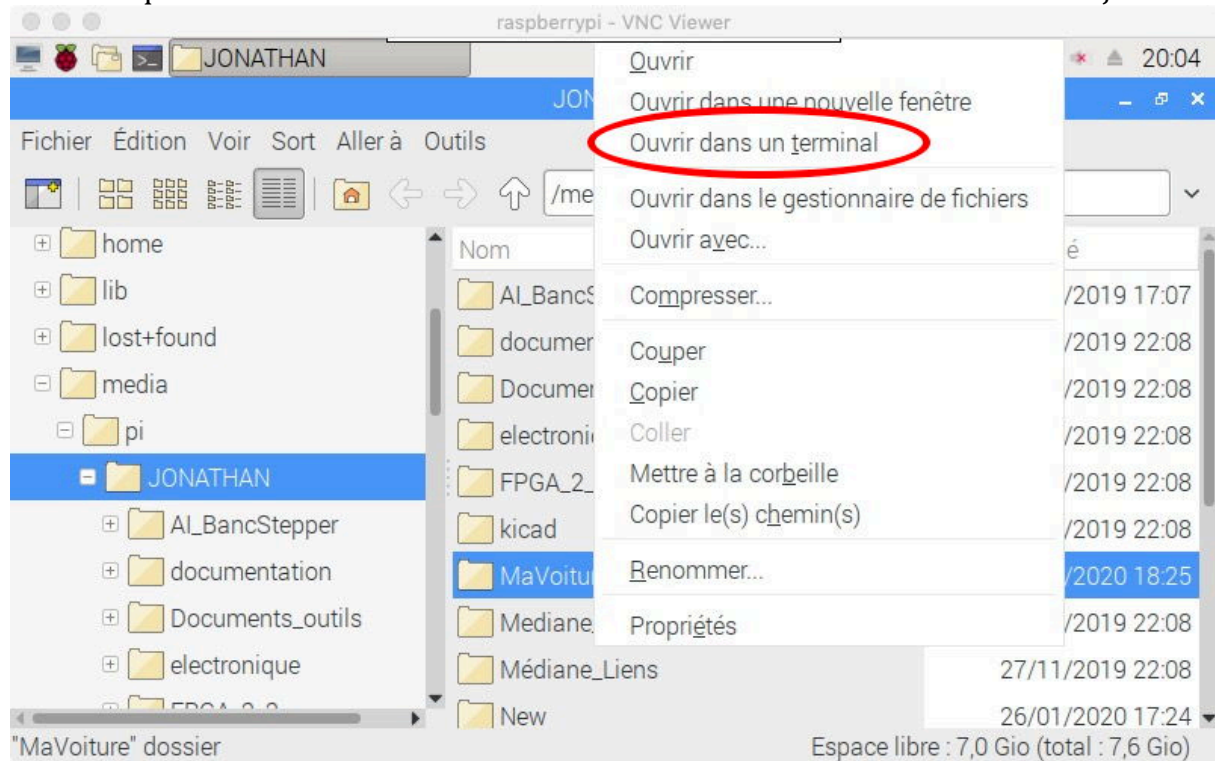 raspberrypi - VNC Viewer
JONATHAN
20:04
Fichier Édition Voir Sort Aller à Outils
home
lib
lost+found
media
pi
JONATHAN
AI_BancStepper
documentation
Documents_outils
electronique
Nom
kicad
Médiane_Liens 27/11/2019 22:08
New 26/01/2020 17:24
/2019 17:07
/2019 22:08
/2019 22:08
/2019 22:08
/2019 22:08
/2019 22:08
/2020 18:25
/2019 22:08
Ouvrir
Ouvrir dans une nouvelle fenêtre
Ouvrir dans un terminal
Ouvrir dans le gestionnaire de fichiers
Ouvrir avec...
Compresser...
Couper
Copier
Coller
Mettre à la corbeille
Copier le(s) chemin(s)
Renommer...
Propriétés
"MaVoiture" dossier
Espace libre : 7,0 Gio (total : 7,6 Gio)